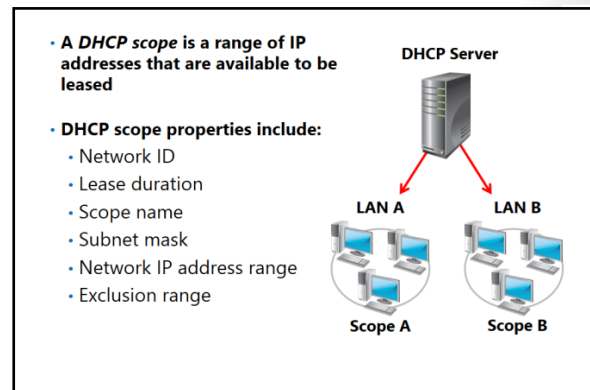 • A DHCP scope is a range of IP
addresses that are available to be
leased
• DHCP scope properties include:
• Network ID
• Lease duration
• Scope name
• Subnet mask
• Network IP address range
• Exclusion range
DHCP Server
LAN A
LAN B
Scope A
Scope B